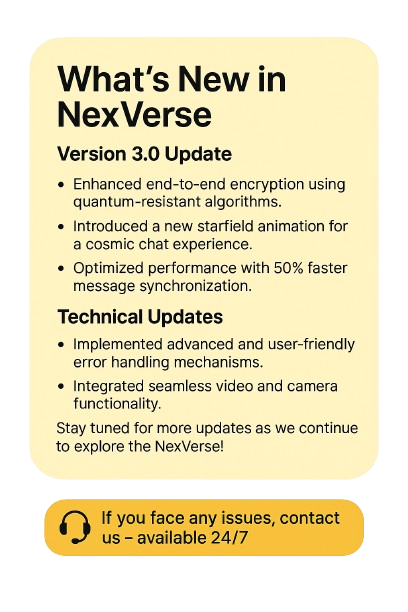 What's New in
NexVerse
Version 3.0 Update
• Enhanced end-to-end encryption using
quantum-resistant algorithms.
• Introduced a new starfield animation for
a cosmic chat experience.
• Optimized performance with 50% faster
message synchronization.
Technical Updates
• Implemented advanced and user-friendly
error handling mechanisms.
• Integrated seamless video and camera
functionality.
Stay tuned for more updates as we continue
to explore the NexVerse!
If you face any issues, contact
us – available 24/7